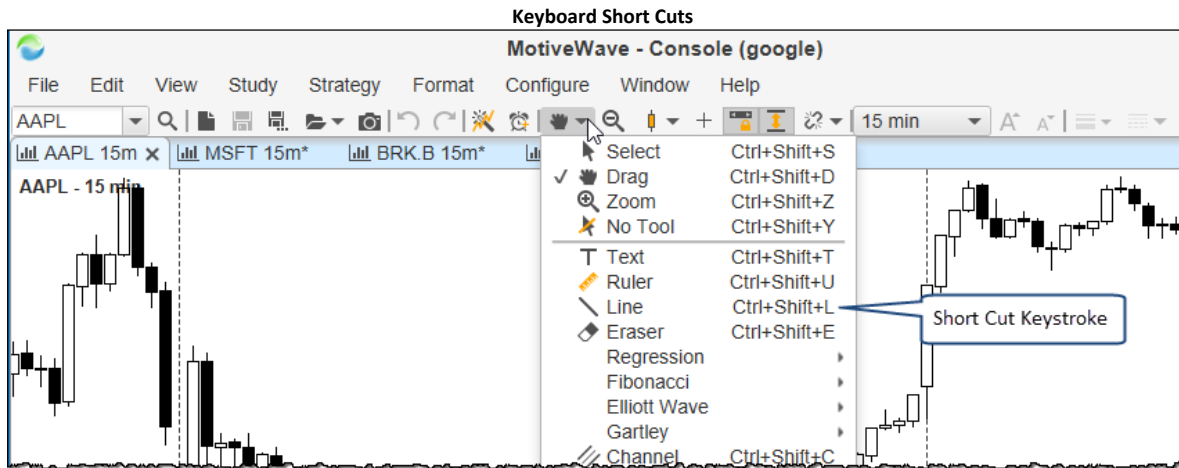 Keyboard Short Cuts
MotiveWave - Console (google)
File Edit View Study Strategy Format Configure Window Help
AAPL 15 min
AAPL 15m MSFT 15m* BRK.B 15m*
AAPL - 15 min
Select Ctrl+Shift+S
Drag Ctrl+Shift+D
Zoom Ctrl+Shift+Z
No Tool Ctrl+Shift+Y
Text Ctrl+Shift+T
Ruler Ctrl+Shift+U
Line Ctrl+Shift+L
Short Cut Keystroke
Eraser Ctrl+Shift+E
Regression
Fibonacci
Elliott Wave
Gartley
Channel Ctrl+Shift+C